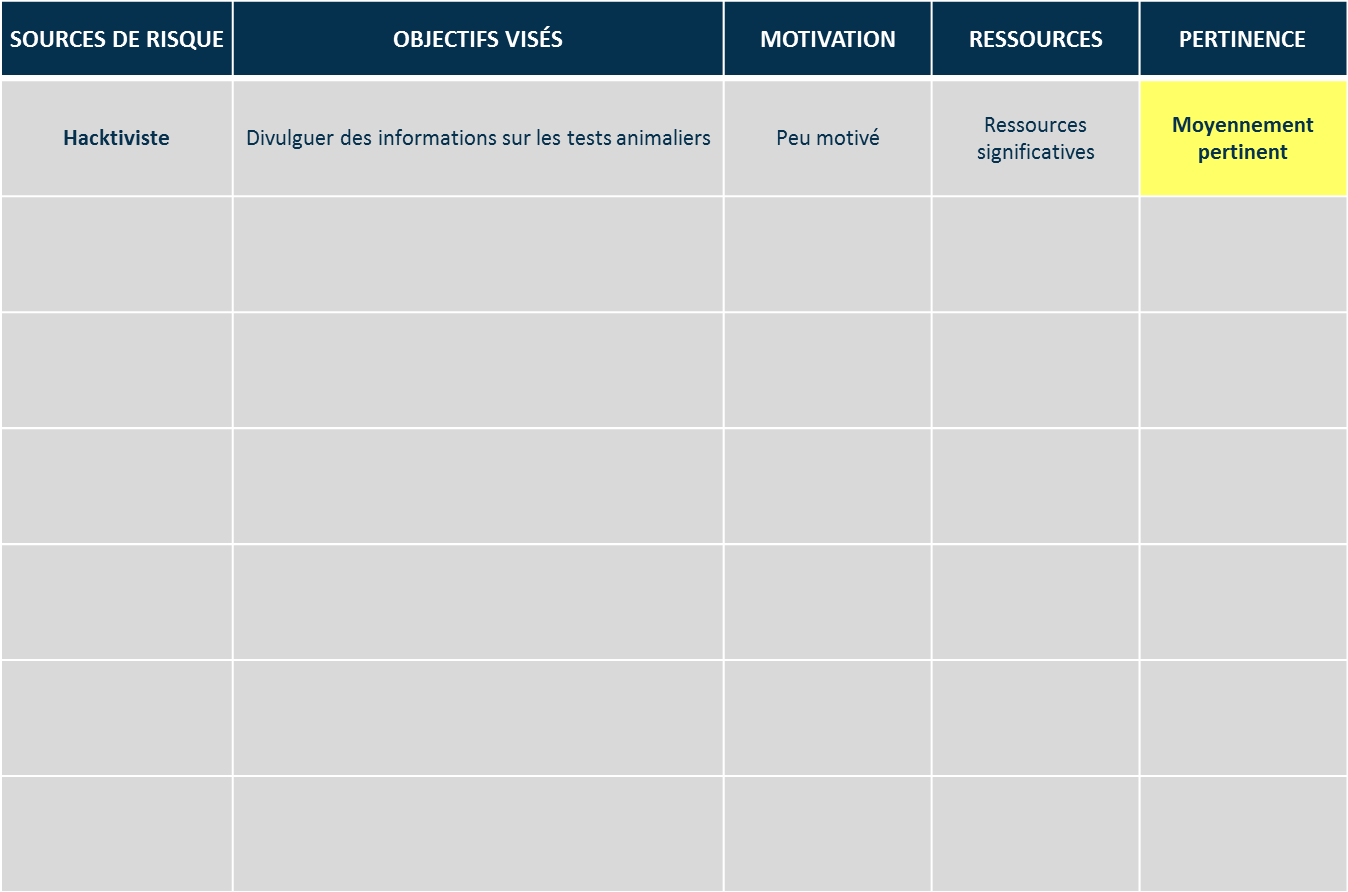 SOURCES DE RISQUE
OBJECTIFS VISÉS
MOTIVATION
RESSOURCES
PERTINENCE
Hacktiviste
Divulguer des informations sur les tests animaliers
Peu motivé
Ressources
significatives
Moyennement
pertinent